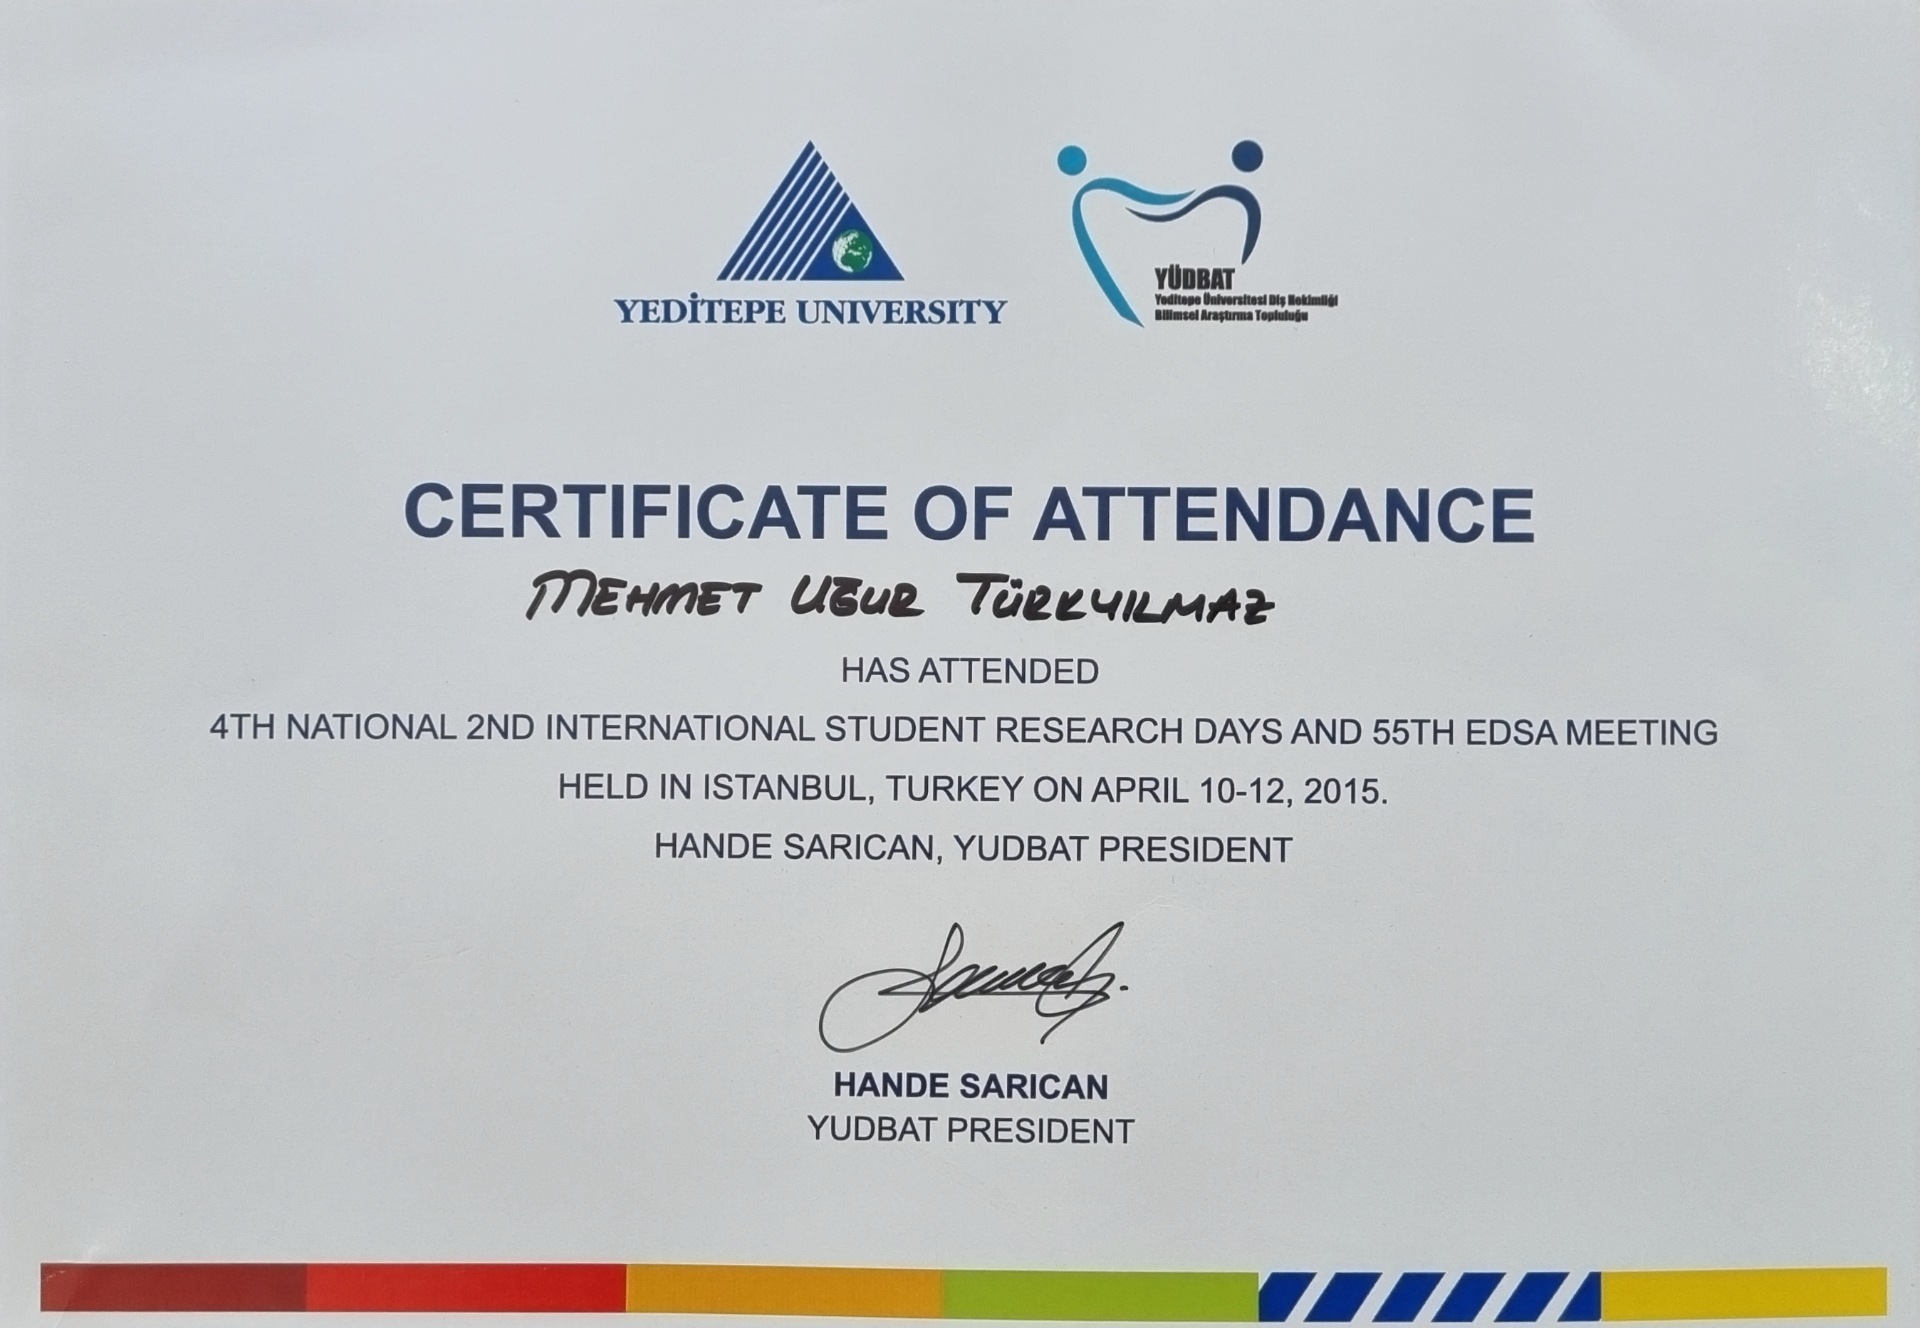 YEDİTEPE UNIVERSITY
YÜDBAT
Yeditepe Üniversitesi Diş Hekimliği
Bilimsel Araştırma Topluluğu
CERTIFICATE OF ATTENDANCE
MEHMET UĞUR TÜRKYILMAZ
HAS ATTENDED
4TH NATIONAL 2ND INTERNATIONAL STUDENT RESEARCH DAYS AND 55TH EDSA MEETING
HELD IN ISTANBUL, TURKEY ON APRIL 10-12, 2015.
HANDE SARICAN, YUDBAT PRESIDENT
HANDE SARICAN
YUDBAT PRESIDENT